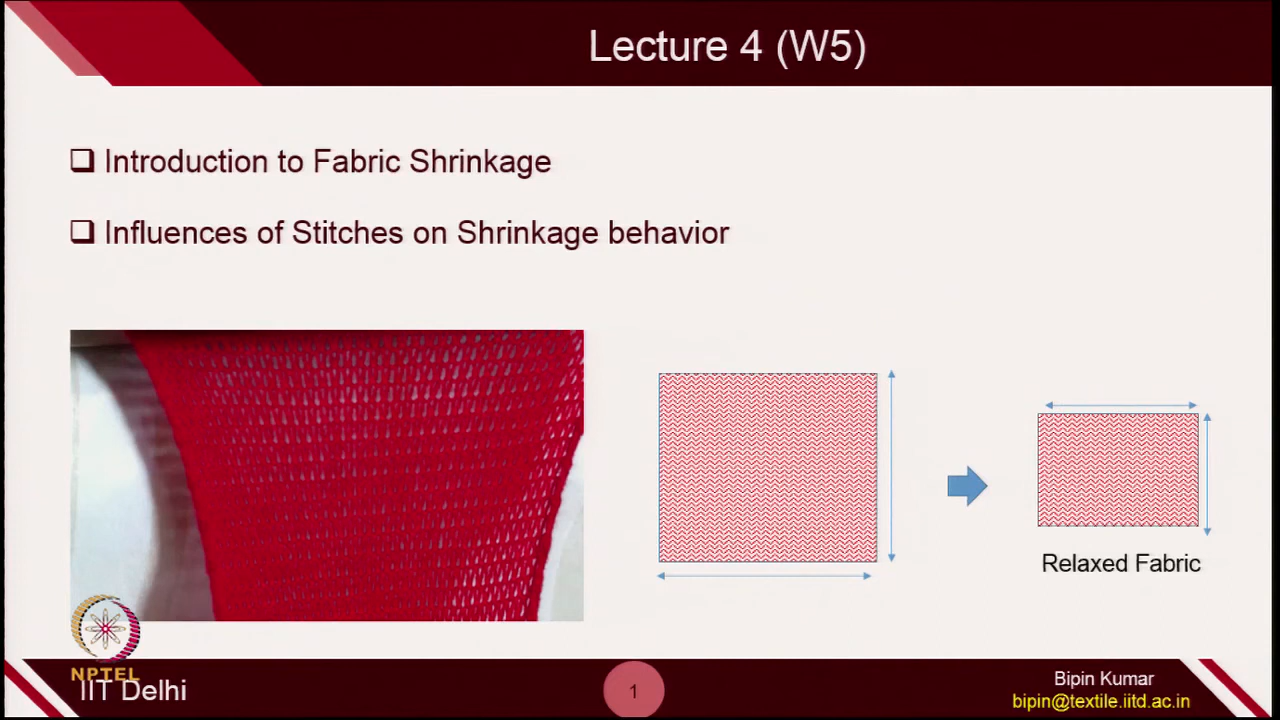 Lecture 4 (W5)
Introduction to Fabric Shrinkage
Influences of Stitches on Shrinkage behavior
Relaxed Fabric
NPTEL
IIT Delhi
1
Bipin Kumar
bipin@textile.iitd.ac.in